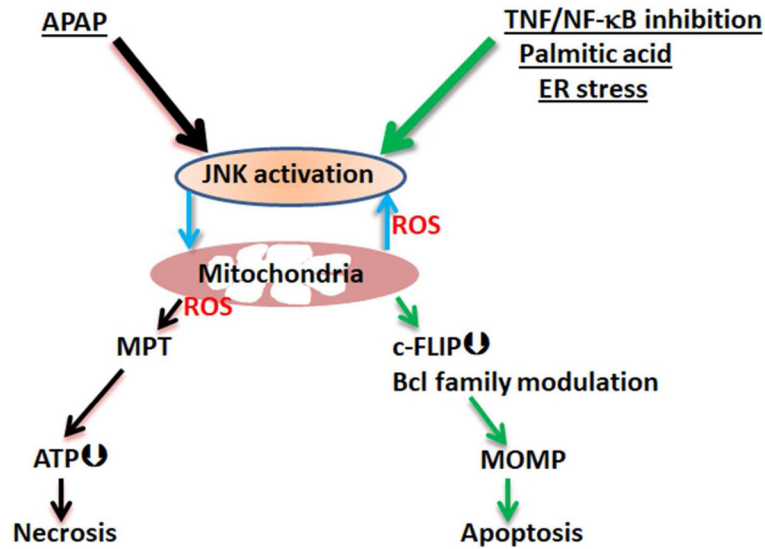 APAP
TNF/NF-κB inhibition
Palmitic acid
ER stress
JNK activation
ROS
Mitochondria
ROS
MPT
c-FLIP
Bcl family modulation
ATP
MOMP
Necrosis
Apoptosis